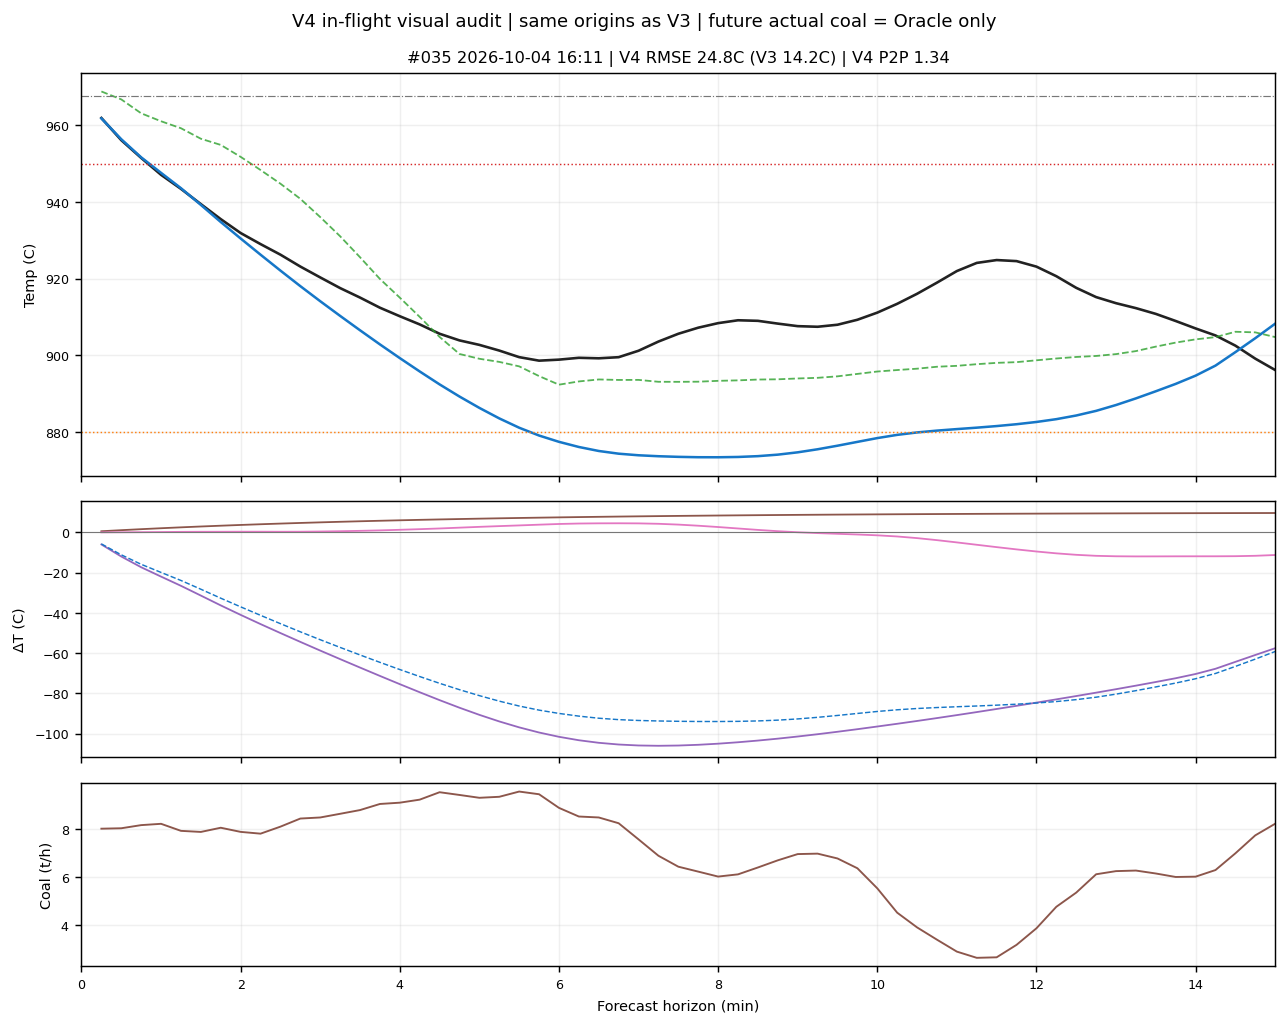 V4 in-flight visual audit | same origins as V3 | future actual coal = Oracle only
#035 2026-10-04 16:11 | V4 RMSE 24.8C (V3 14.2C) | V4 P2P 1.34
Temp (C)
960
940
920
900
880
ΔT (C)
0
−20
−40
−60
−80
−100
Coal (t/h)
8
6
4
0 2 4 6 8 10 12 14
Forecast horizon (min)